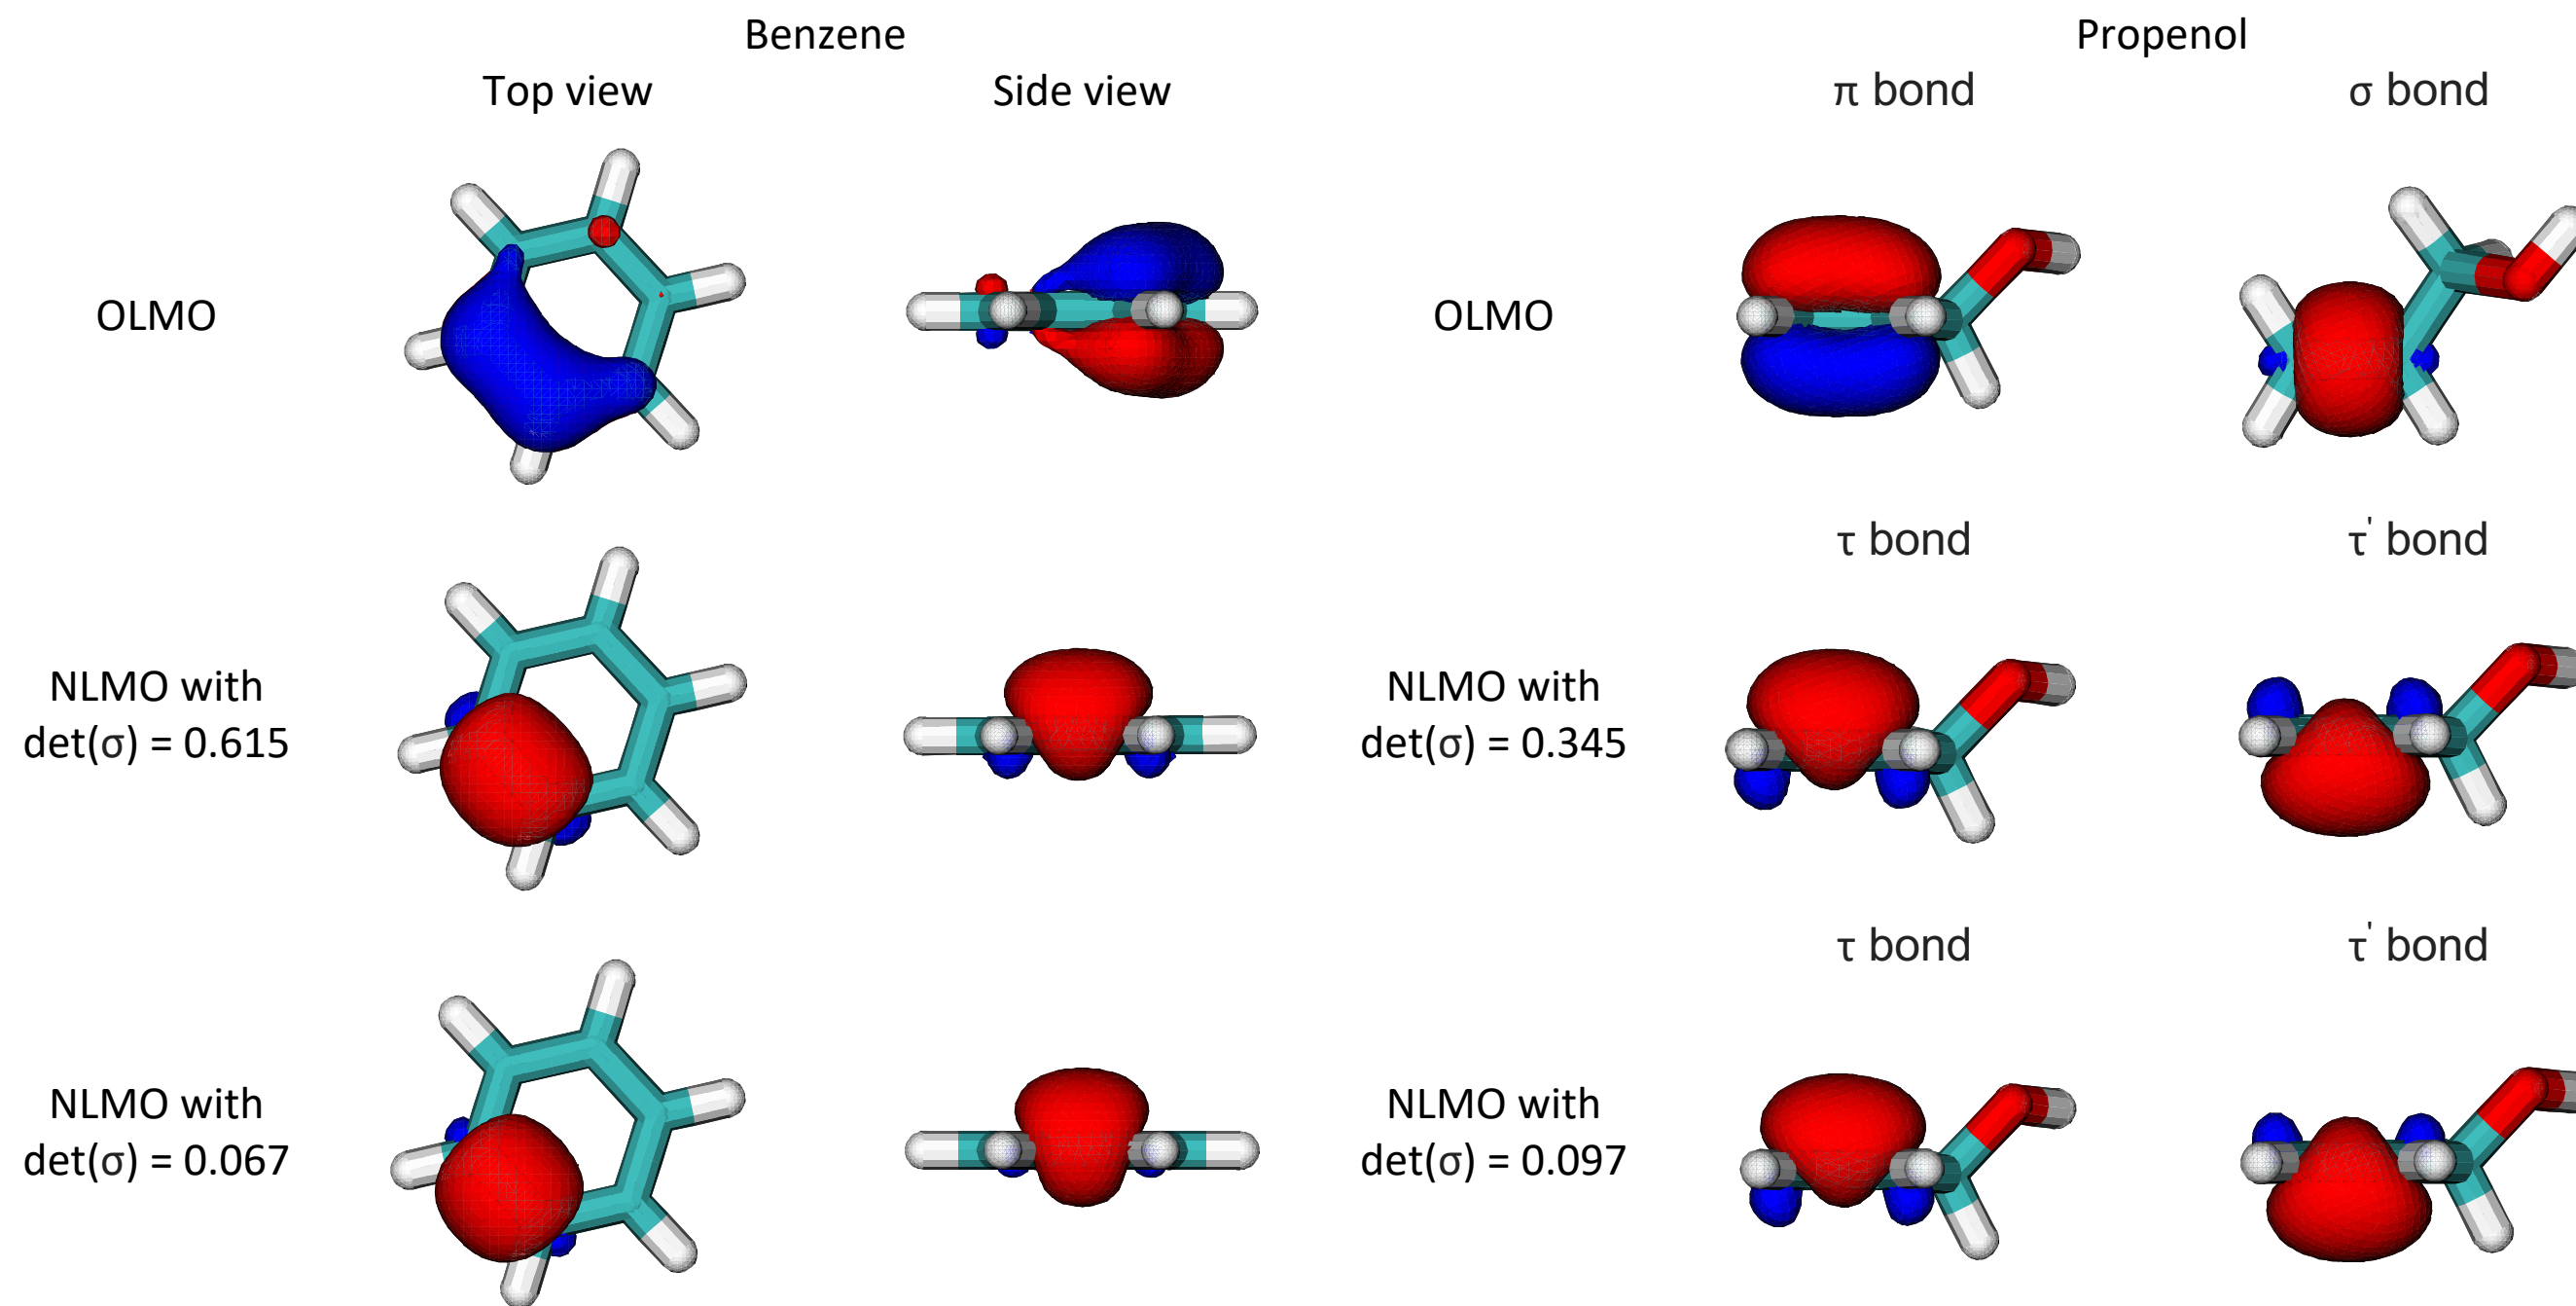 Benzene
Propenol
Top view
Side view
π bond
σ bond
OLMO
OLMO
τ bond
τ' bond
NLMO with
det(σ) = 0.615
NLMO with
det(σ) = 0.345
τ bond
τ' bond
NLMO with
det(σ) = 0.067
NLMO with
det(σ) = 0.097